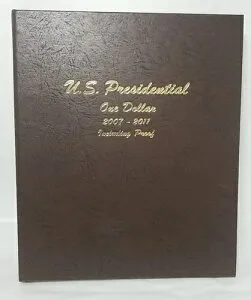 U.S. Presidential
One Dollar
2007 - 2011
Including Proof